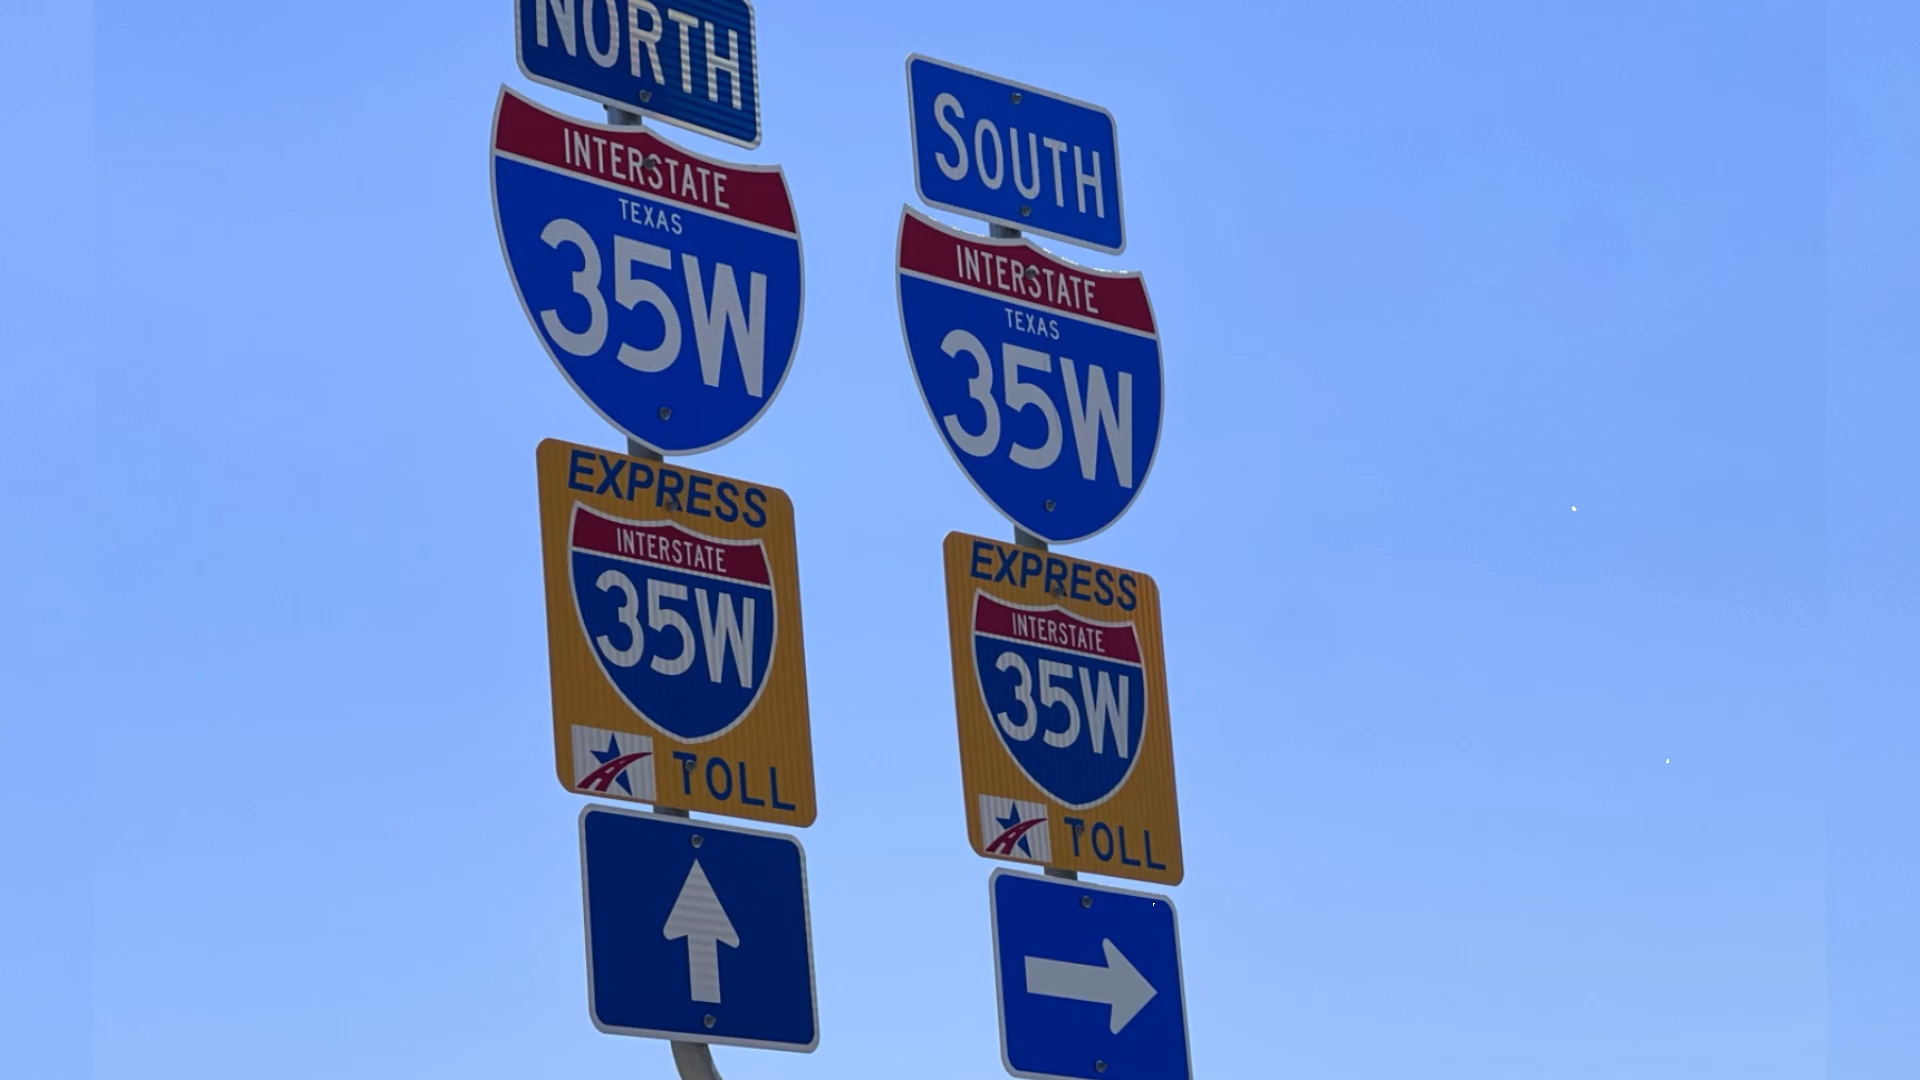 NORTH
INTERSTATE
TEXAS
35W
EXPRESS
INTERSTATE
35W
TOLL
SOUTH
INTERSTATE
TEXAS
35W
EXPRESS
INTERSTATE
35W
TOLL